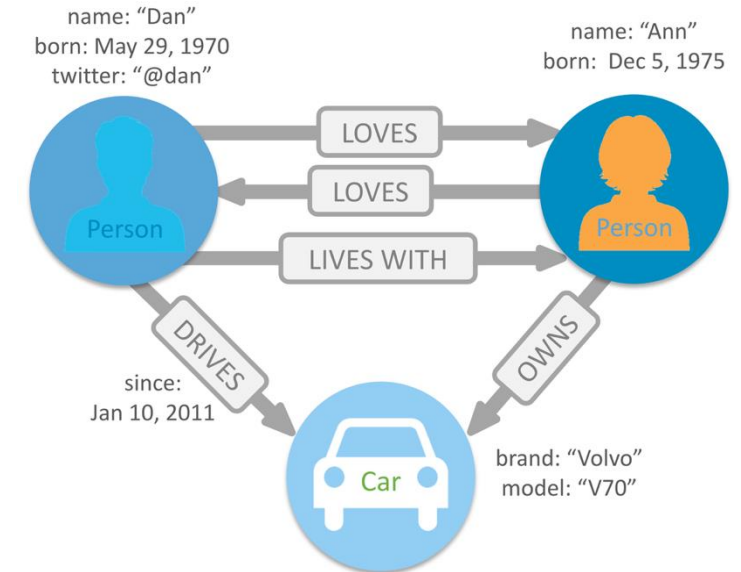 name: “Dan”
born: May 29, 1970
twitter: “@dan”
name: “Ann”
born:  Dec 5, 1975
LOVES
LOVES
Person
Person
LIVES WITH
DRIVES
OWNS
since:
Jan 10, 2011
Car
brand: “Volvo”
model: “V70”